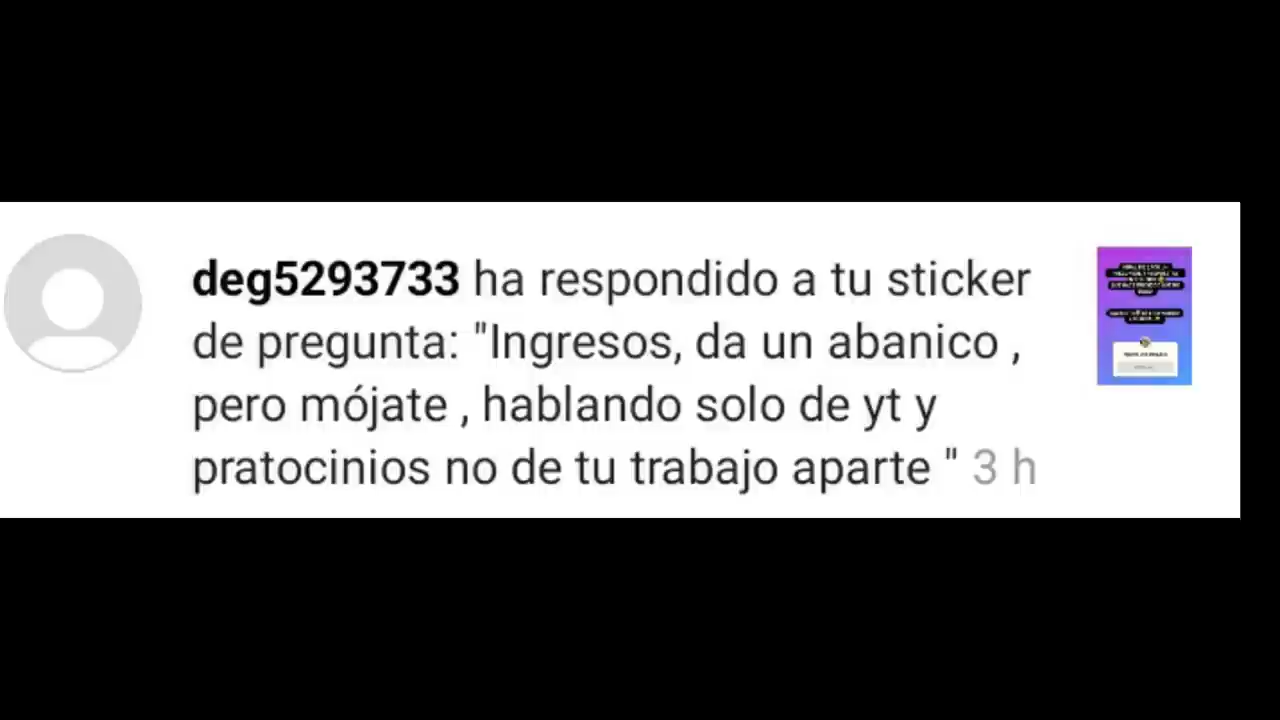 deg5293733 ha respondido a tu sticker
de pregunta: "Ingresos, da un abanico ,
pero mójate , hablando solo de yt y
pratocinios no de tu trabajo aparte " 3 h